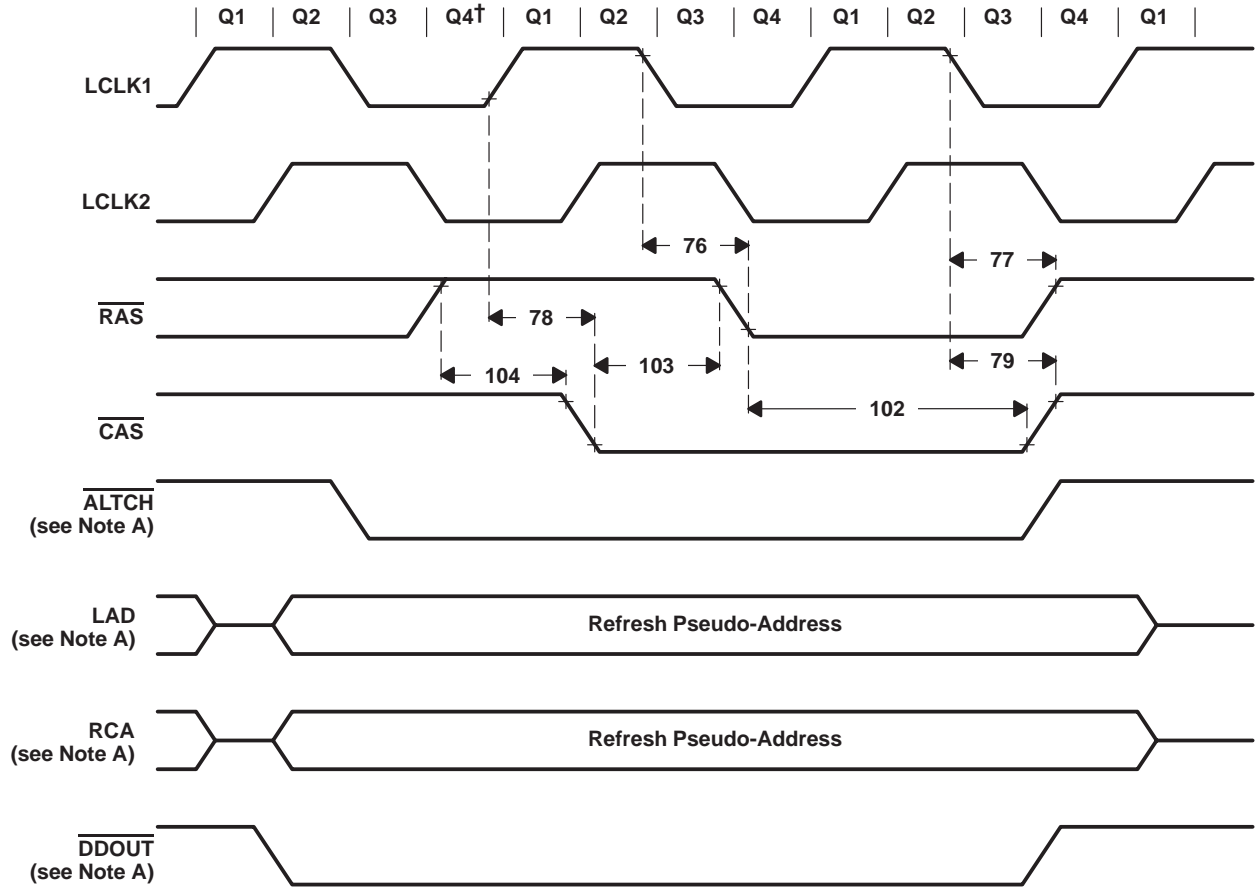 Q1 Q2 Q3 Q4† Q1 Q2 Q3 Q4 Q1 Q2 Q3 Q4 Q1
LCLK1
LCLK2
76
77
RAS
78
79
103
104
102
CAS
ALTCH
(see Note A)
LAD
(see Note A)
Refresh Pseudo-Address
RCA
(see Note A)
Refresh Pseudo-Address
DDOUT
(see Note A)